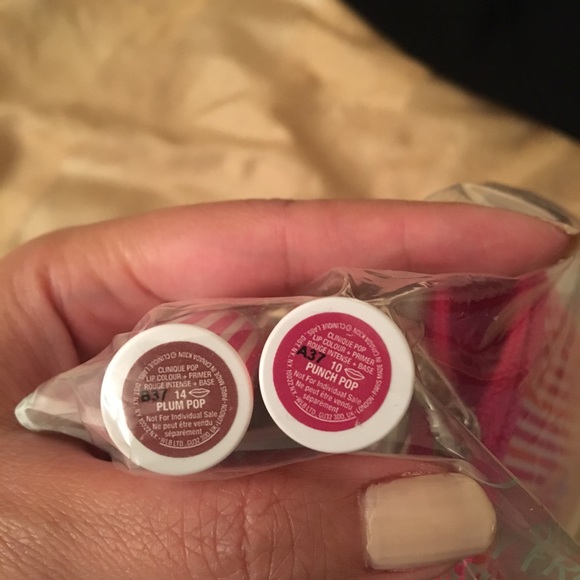 CLINIQUE POP
LIP COLOUR + PRIMER
ROUGE INTENSE + BASE
B37 14
PLUM POP
Not For Individual Sale
Ne peut être vendu
séparément
CLINIQUE POP
LIP COLOUR + PRIMER
ROUGE INTENSE + BASE
A37 10
PUNCH POP
Not For Individual Sale
Ne peut être vendu
séparément